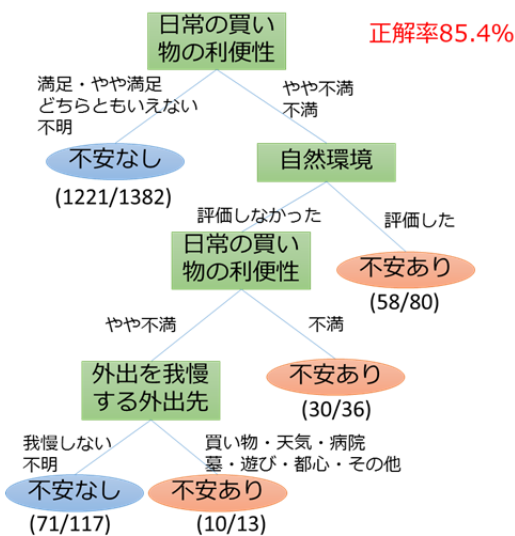 日常の買い
物の利便性
正解率85.4%
満足・やや満足
どちらともいえない
不明
やや不満
不満
不安なし
(1221/1382)
自然環境
評価しなかった
評価した
日常の買い
物の利便性
不安あり
(58/80)
やや不満
不満
外出を我慢
する外出先
不安あり
(30/36)
我慢しない
不明
買い物・天気・病院
墓・遊び・都心・その他
不安なし
(71/117)
不安あり
(10/13)